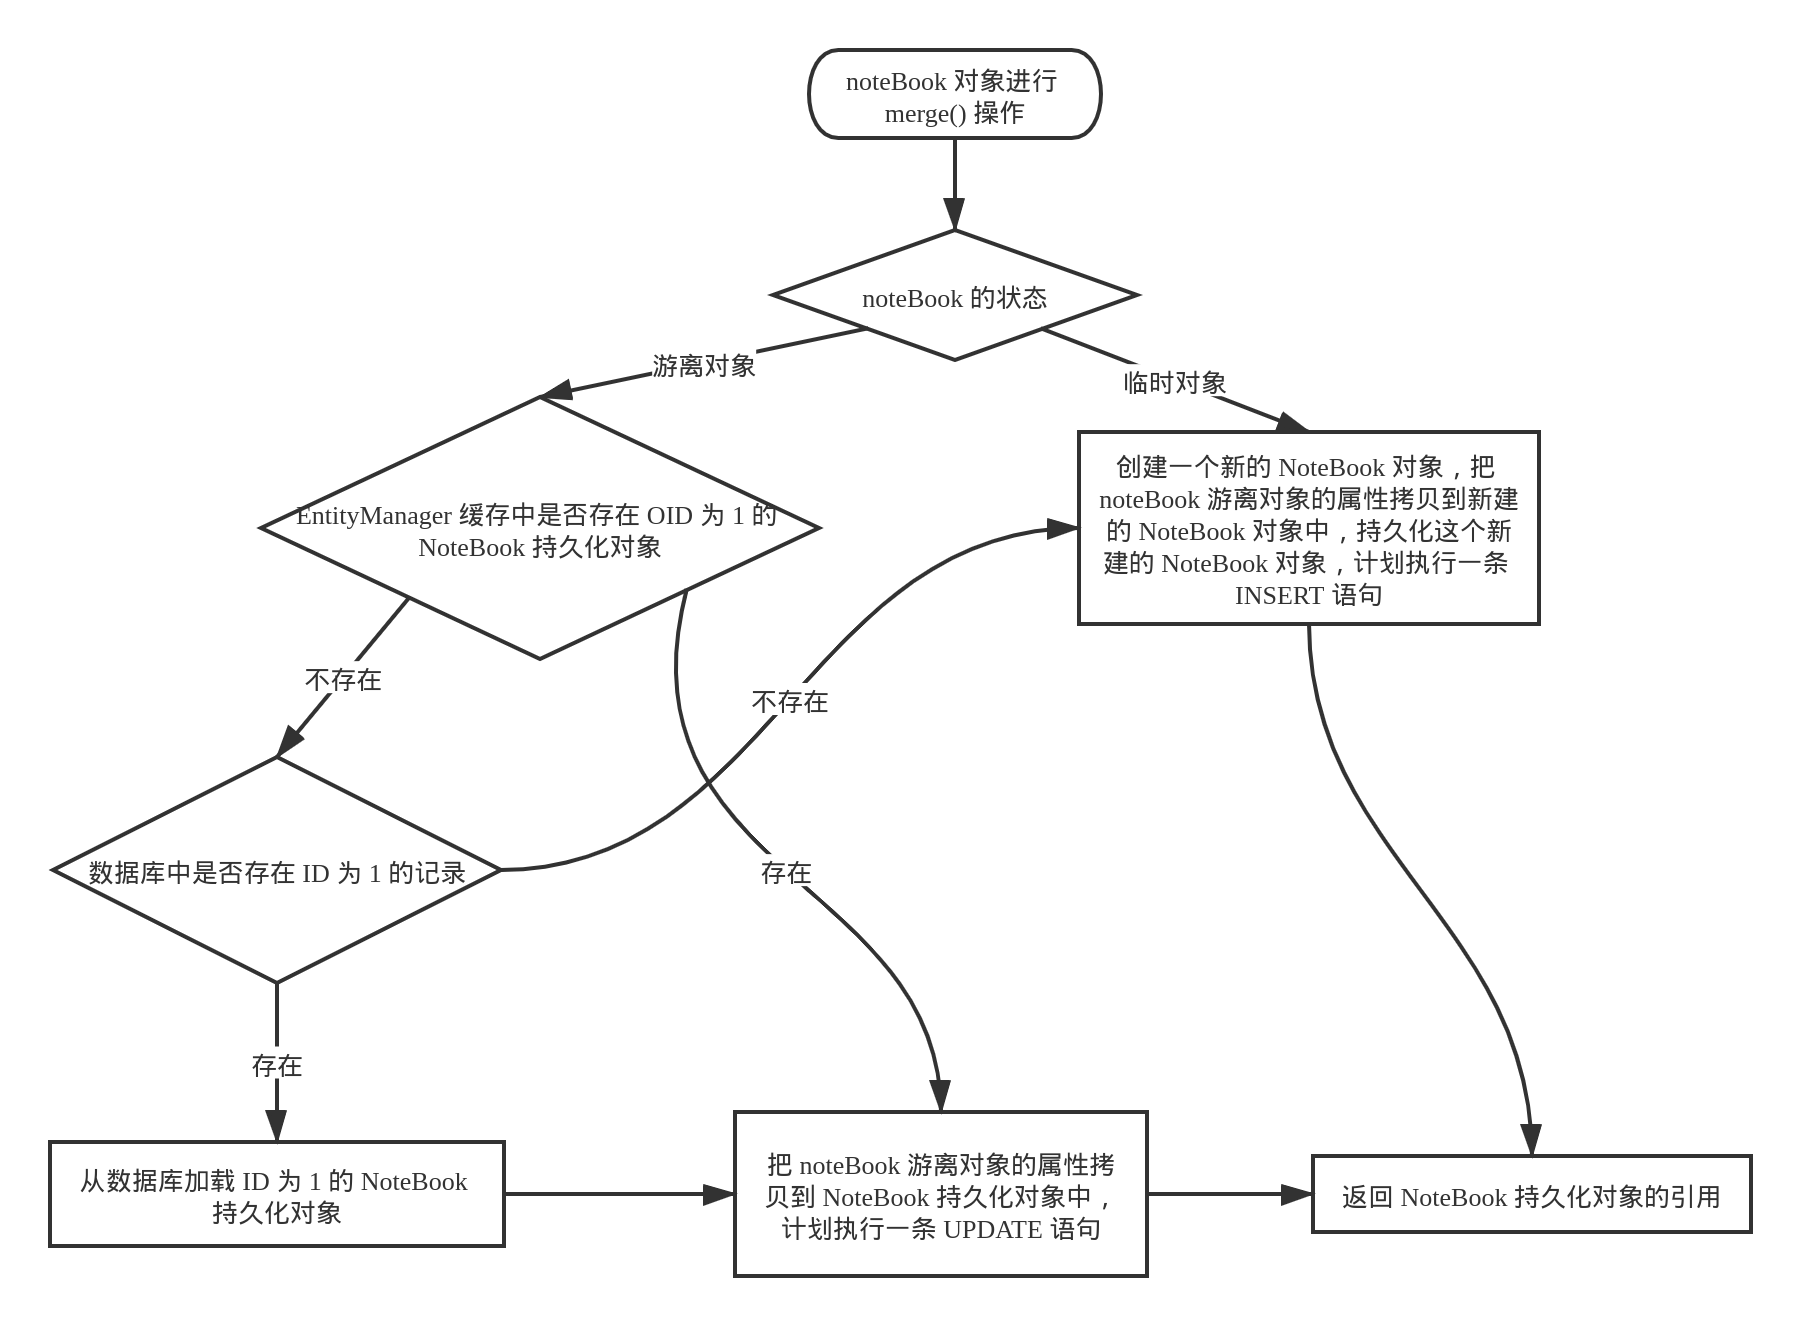 noteBook 对象进行
merge() 操作
noteBook 的状态
游离对象
临时对象
EntityManager 缓存中是否存在 OID 为 1 的
NoteBook 持久化对象
创建一个新的 NoteBook 对象，把
noteBook 游离对象的属性拷贝到新建
的 NoteBook 对象中，持久化这个新
建的 NoteBook 对象，计划执行一条
INSERT 语句
不存在
不存在
数据库中是否存在 ID 为 1 的记录
存在
存在
从数据库加载 ID 为 1 的 NoteBook
持久化对象
把 noteBook 游离对象的属性拷
贝到 NoteBook 持久化对象中，
计划执行一条 UPDATE 语句
返回 NoteBook 持久化对象的引用